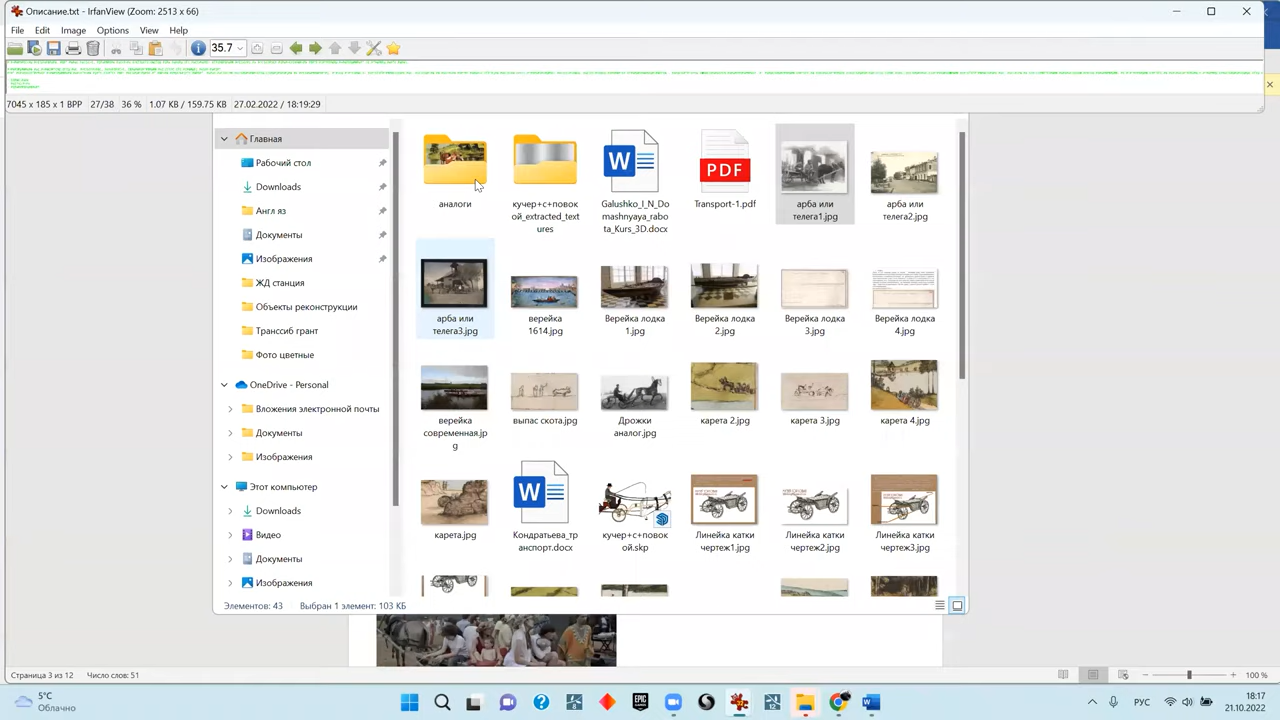 Описание.txt - IrfanView (Zoom: 2513 x 66)
File Edit Image Options View Help
35.7
7045 x 185 x 1 BPP 27/38 36 % 1.07 KB / 159.75 KB 27.02.2022 / 18:19:29
Главная
Рабочий стол
Downloads
Англ яз
Документы
Изображения
ЖД станция
Объекты реконструкции
Транссиб грант
Фото цветные
OneDrive - Personal
Вложения электронной почты
Документы
Изображения
Этот компьютер
Downloads
Видео
Документы
Изображения
аналоги
кучер+с+повок
ой_extracted_text
ures
Galushko_I_N_Do
mashnyaya_rabo
ta_Kurs_3D.docx
PDF
Transport-1.pdf
арба или
телега1.jpg
арба или
телега2.jpg
арба или
телега3.jpg
верейка
1614.jpg
Верейка лодка
1.jpg
Верейка лодка
2.jpg
Верейка лодка
3.jpg
Верейка лодка
4.jpg
верейка
современная.jp
g
выпас скота.jpg
Дрожки
аналог.jpg
карета 2.jpg
карета 3.jpg
карета 4.jpg
карета.jpg
W
Кондратьева_тр
анспорт.docx
кучер+с+повок
ой.skp
Линейка катки
чертеж1.jpg
Линейка катки
чертеж2.jpg
Линейка катки
чертеж3.jpg
Элементов: 43 Выбран 1 элемент: 103 КБ
Страница 3 из 12 Число слов: 51
100 %
5°C
Облачно
РУС
18:17
21.10.2022